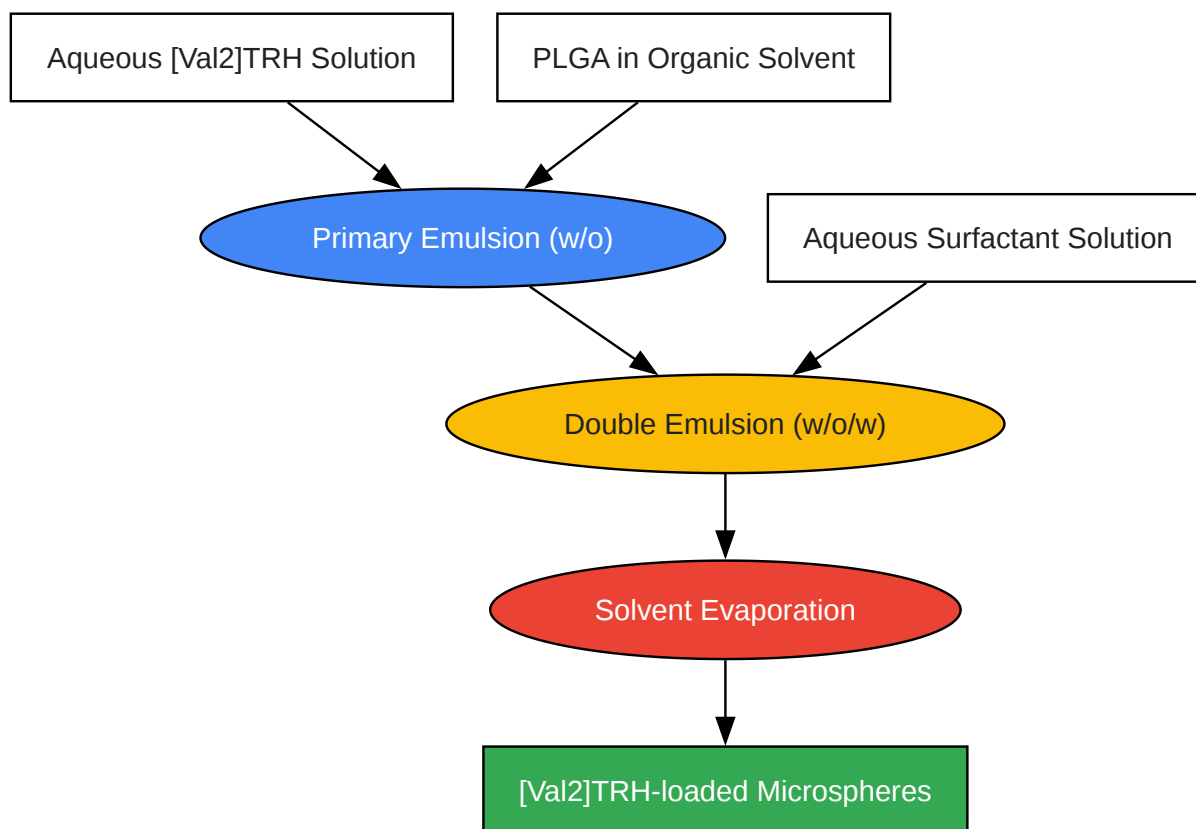 Aqueous [Val2]TRH Solution
PLGA in Organic Solvent
Primary Emulsion (w/o)
Aqueous Surfactant Solution
Double Emulsion (w/o/w)
Solvent Evaporation
[Val2]TRH-loaded Microspheres